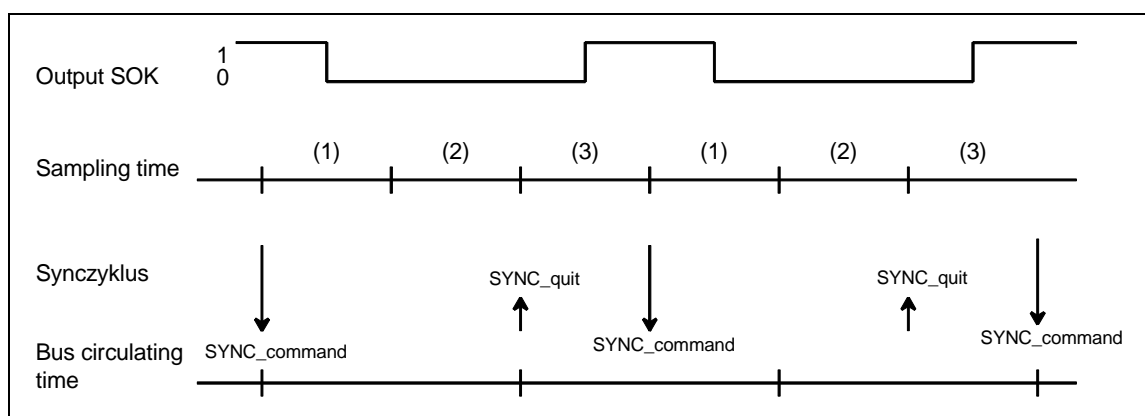 1
Output SOK 0
(1) (2) (3) (1) (2) (3)
Sampling time
Synczyklus
SYNC_quit SYNC_quit
SYNC_command SYNC_command SYNC_command
Bus circulating
time